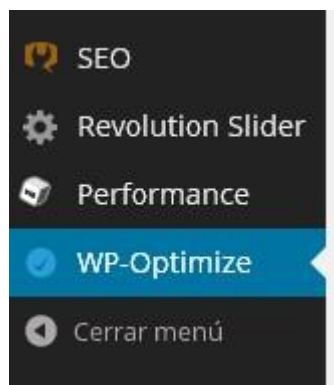 SEO
Revolution Slider
Performance
WP-Optimize
Cerrar menú